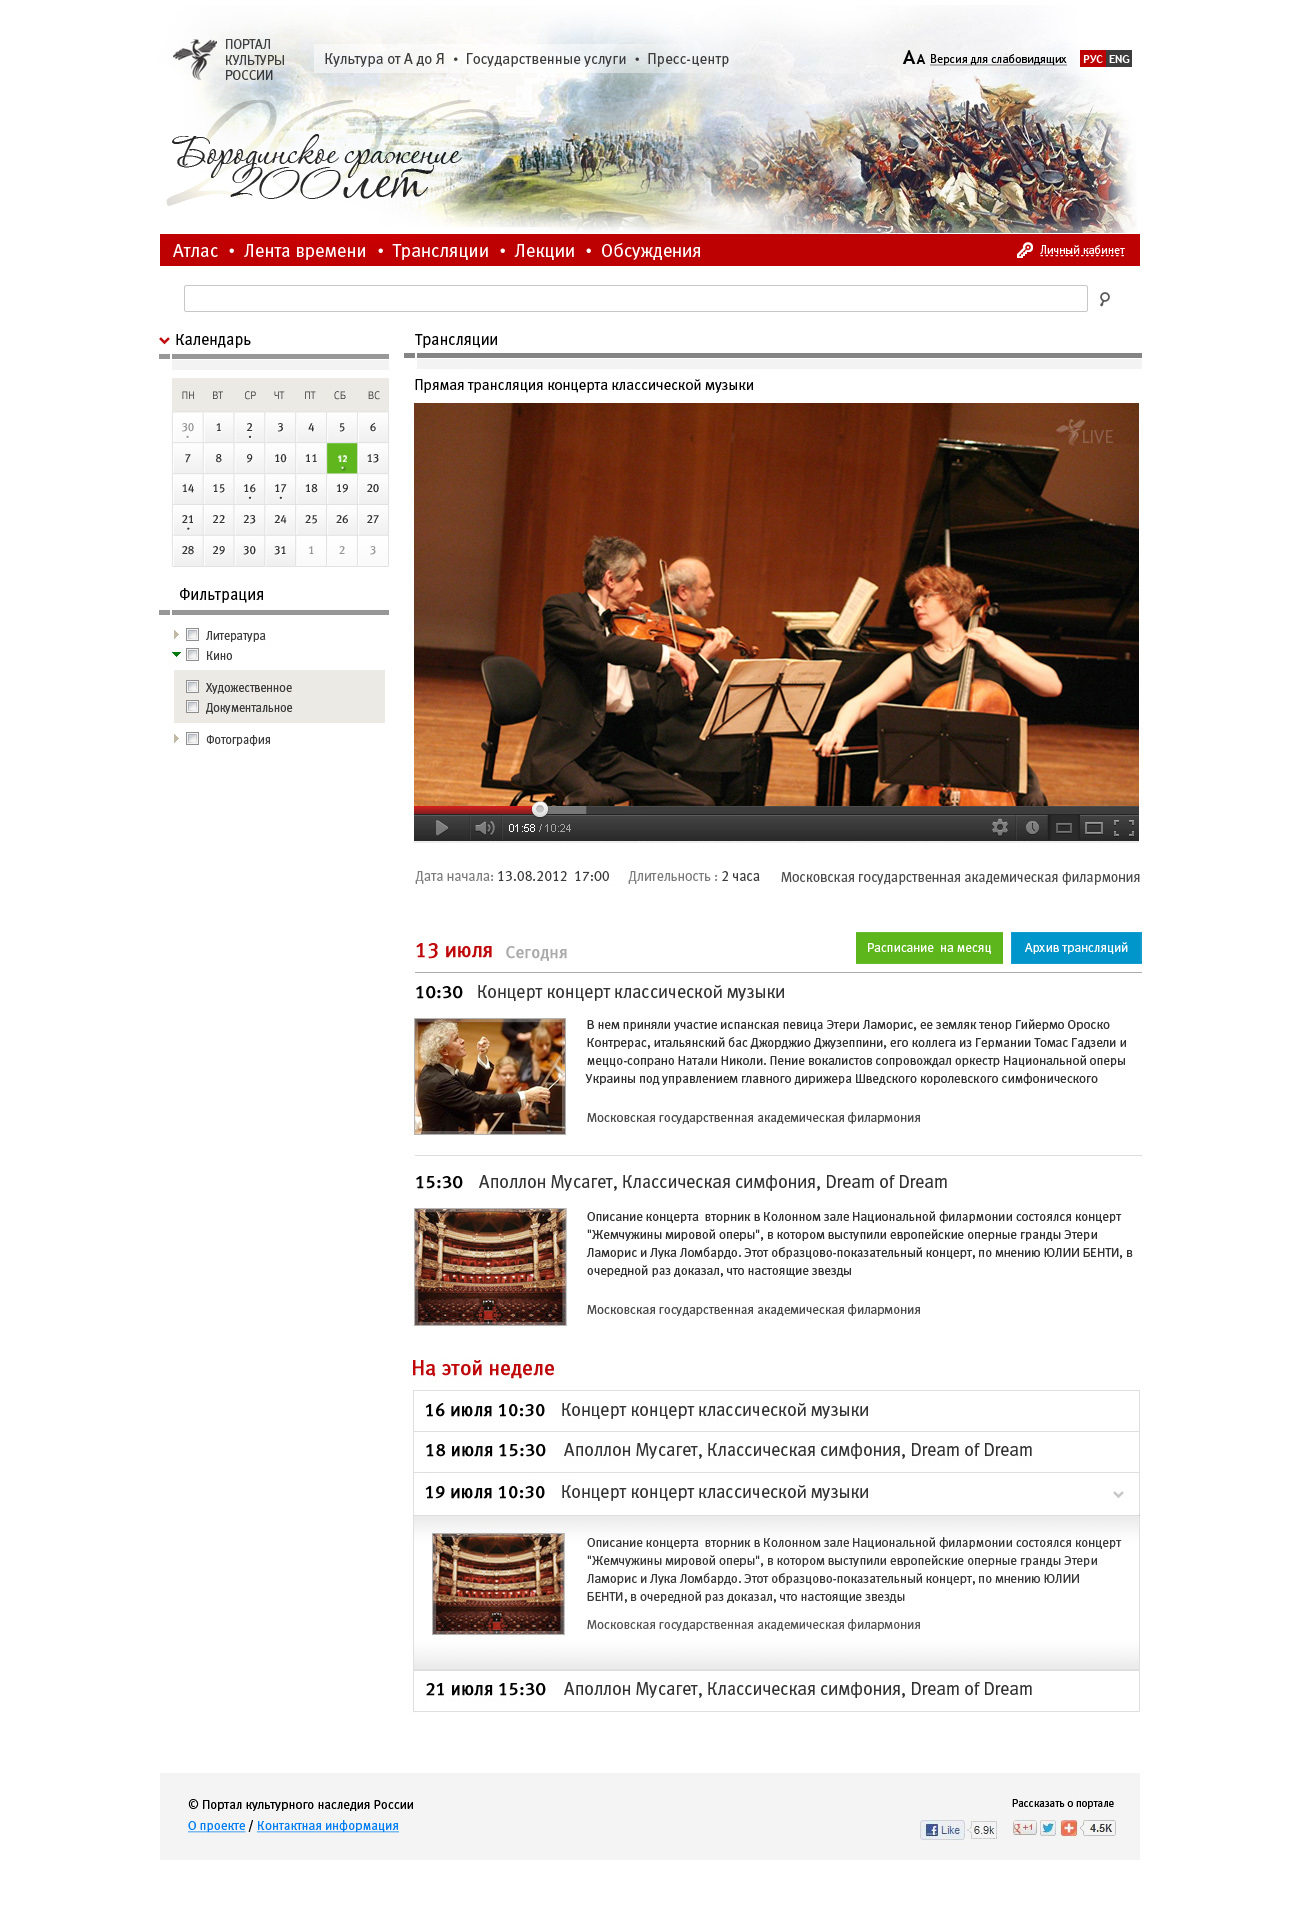 ПОРТАЛ
КУЛЬТУРЫ
РОССИИ
Культура от А до Я • Государственные услуги • Пресс-центр
АА Версия для слабовидящих
РУС ENG
Бородинское сражение
200 лет
Атлас • Лента времени • Трансляции • Лекции • Обсуждения
Личный кабинет
Календарь
ПН ВТ СР ЧТ ПТ СБ ВС
30 1 2 3 4 5 6
7 8 9 10 11 12 13
14 15 16 17 18 19 20
21 22 23 24 25 26 27
28 29 30 31 1 2 3
Фильтрация
Литература
Кино
Художественное
Документальное
Фотография
Трансляции
Прямая трансляция концерта классической музыки
LIVE
01:58 / 10:24
Дата начала: 13.08.2012 17:00 Длительность : 2 часа Московская государственная академическая филармония
13 июля Сегодня
Расписание на месяц
Архив трансляций
10:30 Концерт концерт классической музыки
В нем приняли участие испанская певица Этери Ламорис, ее земляк тенор Гийермо Ороско
Контрерас, итальянский бас Джорджио Джузеппини, его коллега из Германии Томас Гадзели и
меццо-сопрано Натали Николи. Пение вокалистов сопровождал оркестр Национальной оперы
Украины под управлением главного дирижера Шведского королевского симфонического
Московская государственная академическая филармония
15:30 Аполлон Мусагет, Классическая симфония, Dream of Dream
Описание концерта вторник в Колонном зале Национальной филармонии состоялся концерт
"Жемчужины мировой оперы", в котором выступили европейские оперные гранды Этери
Ламорис и Лука Ломбардо. Этот образцово-показательный концерт, по мнению ЮЛИИ БЕНТИ, в
очередной раз доказал, что настоящие звезды
Московская государственная академическая филармония
На этой неделе
16 июля 10:30 Концерт концерт классической музыки
18 июля 15:30 Аполлон Мусагет, Классическая симфония, Dream of Dream
19 июля 10:30 Концерт концерт классической музыки
Описание концерта вторник в Колонном зале Национальной филармонии состоялся концерт
"Жемчужины мировой оперы", в котором выступили европейские оперные гранды Этери
Ламорис и Лука Ломбардо. Этот образцово-показательный концерт, по мнению ЮЛИИ
БЕНТИ, в очередной раз доказал, что настоящие звезды
Московская государственная академическая филармония
21 июля 15:30 Аполлон Мусагет, Классическая симфония, Dream of Dream
© Портал культурного наследия России
О проекте / Контактная информация
Рассказать о портале
Like 6.9k
g +1
4.5K